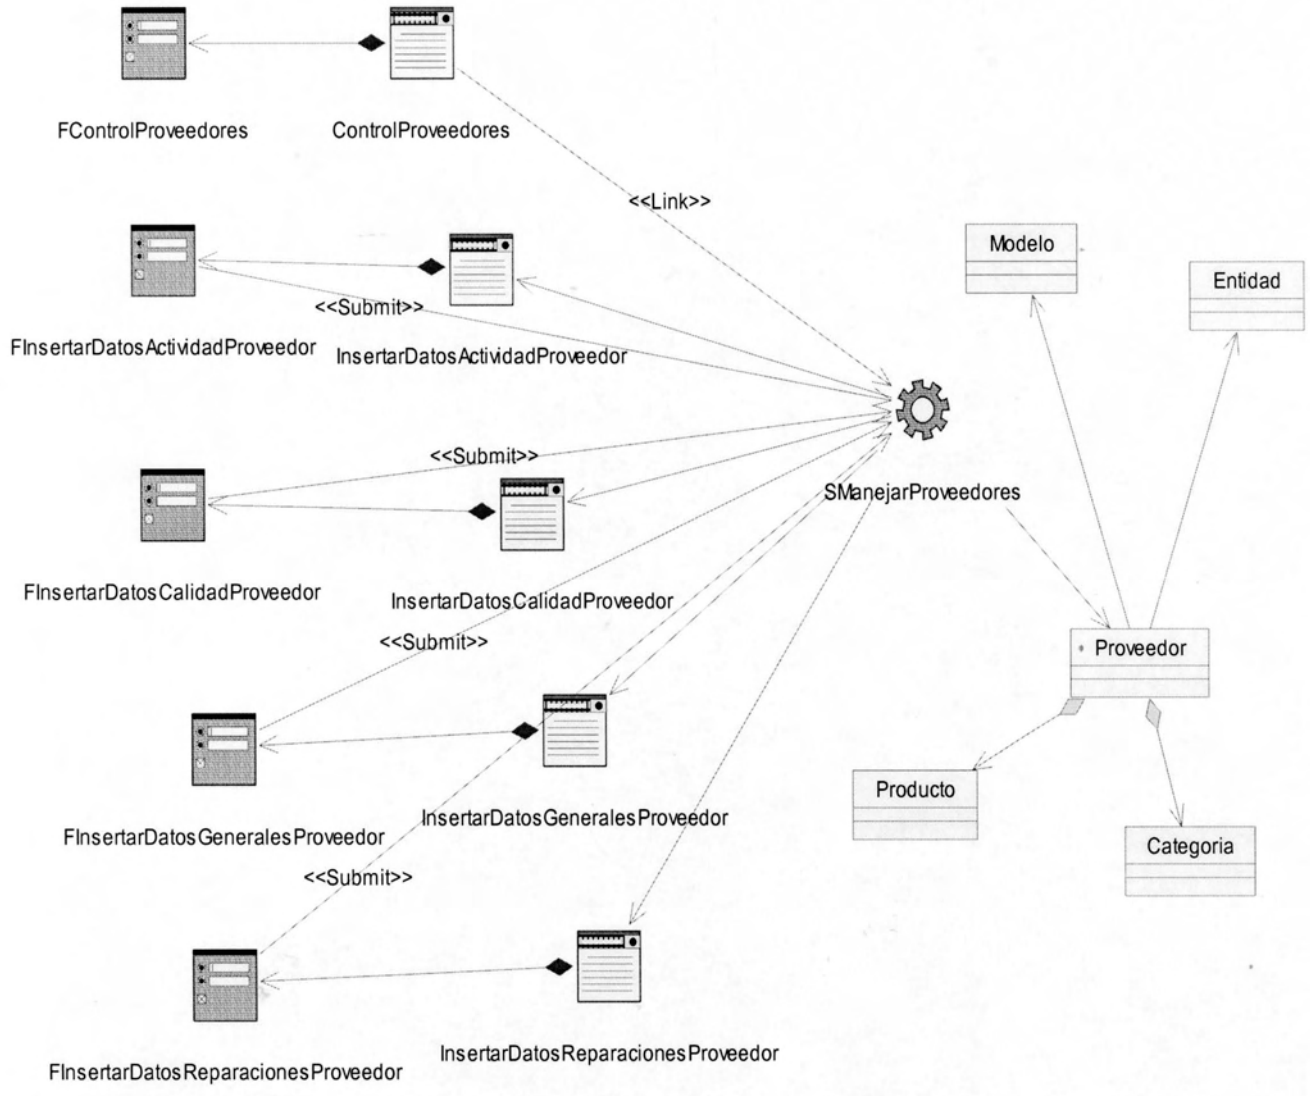 FControlProveedores
ControlProveedores
<<Link>>
Modelo
Entidad
<<Submit>>
FInsertarDatosActividadProveedor
InsertarDatosActividadProveedor
<<Submit>>
SManejarProveedores
FInsertarDatosCalidadProveedor
InsertarDatosCalidadProveedor
<<Submit>>
Proveedor
Producto
InsertarDatosGeneralesProveedor
FInsertarDatosGeneralesProveedor
Categoria
<<Submit>>
InsertarDatosReparacionesProveedor
FInsertarDatosReparacionesProveedor